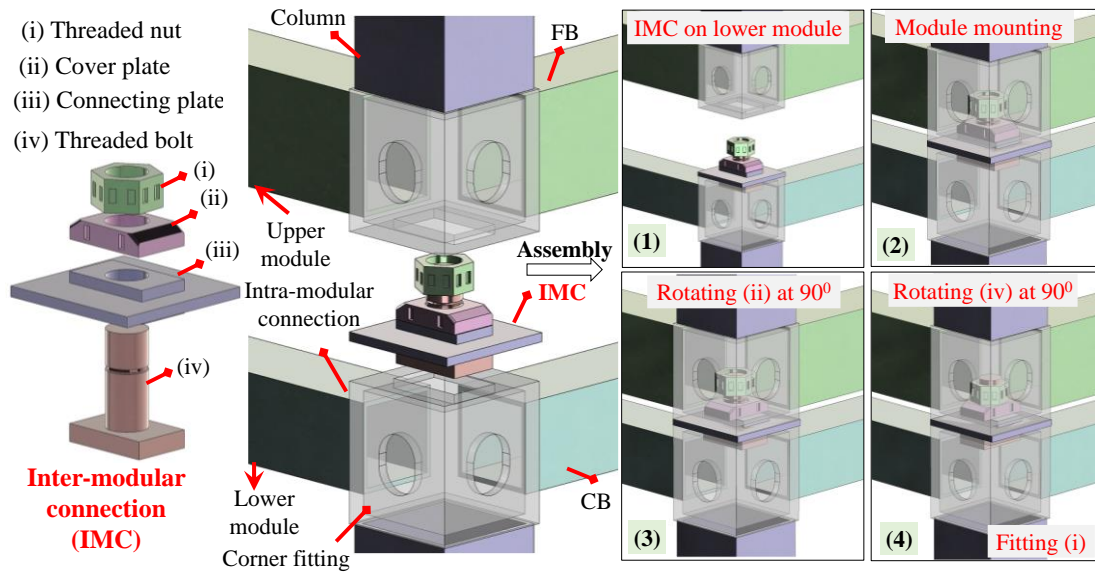 (i) Threaded nut
(ii) Cover plate
(iii) Connecting plate
(iv) Threaded bolt
(i)
(ii)
(iii)
(iv)
Inter-modular
connection
(IMC)
Column
FB
Upper
module
Intra-modular
connection
Assembly
IMC
Lower
module
Corner fitting
CB
IMC on lower module
(1)
Module mounting
(2)
Rotating (ii) at 90⁰
(3)
Rotating (iv) at 90⁰
(4)
Fitting (i)